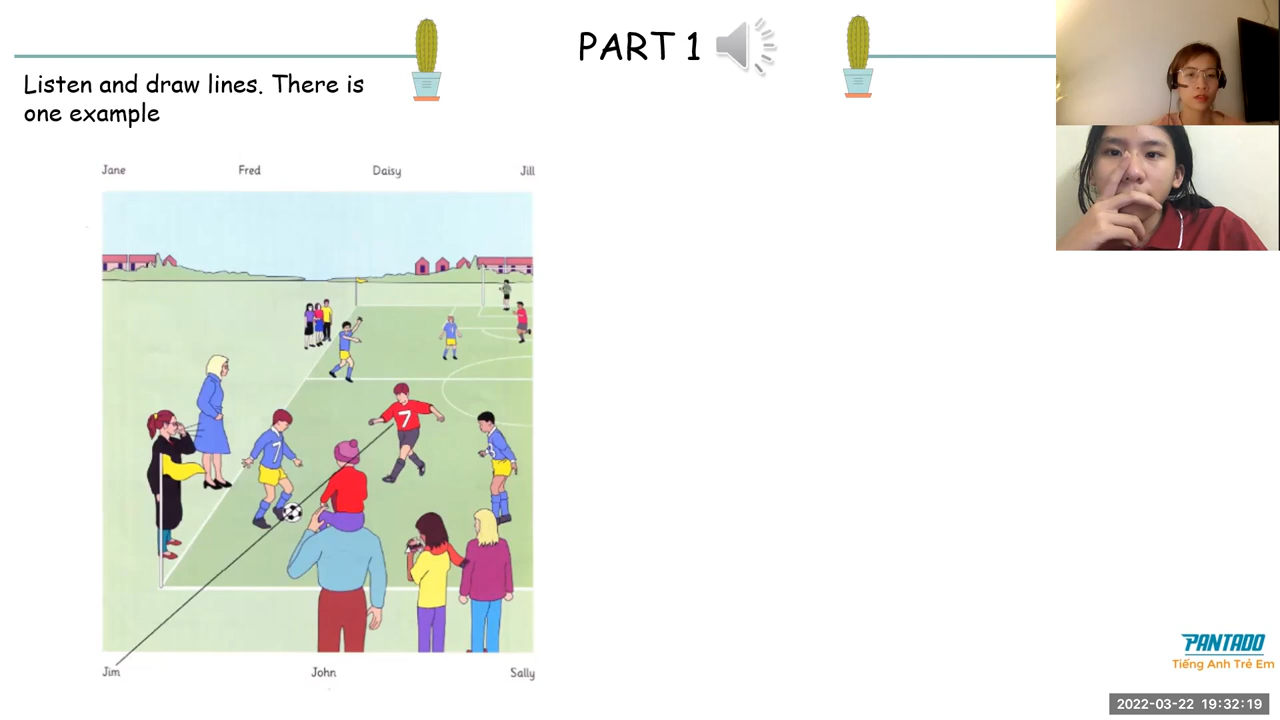 PART 1
Listen and draw lines. There is
one example
Jane Fred Daisy Jill
7
7
Jim John Sally
PANTADO
Tiếng Anh Trẻ Em
2022-03-22 19:32:19